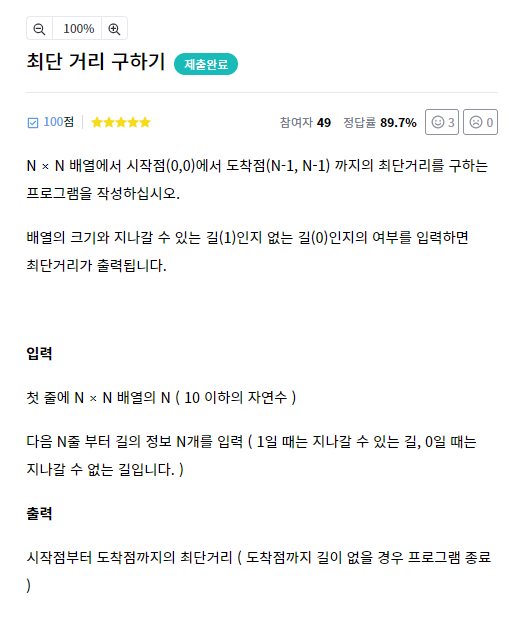 100%
최단 거리 구하기 제출완료
100점 참여자 49 정답률 89.7% 3 0
N × N 배열에서 시작점(0,0)에서 도착점(N-1, N-1) 까지의 최단거리를 구하는
프로그램을 작성하십시오.
배열의 크기와 지나갈 수 있는 길(1)인지 없는 길(0)인지의 여부를 입력하면
최단거리가 출력됩니다.
입력
첫 줄에 N × N 배열의 N ( 10 이하의 자연수 )
다음 N줄 부터 길의 정보 N개를 입력 ( 1일 때는 지나갈 수 있는 길, 0일 때는
지나갈 수 없는 길입니다. )
출력
시작점부터 도착점까지의 최단거리 ( 도착점까지 길이 없을 경우 프로그램 종료
)